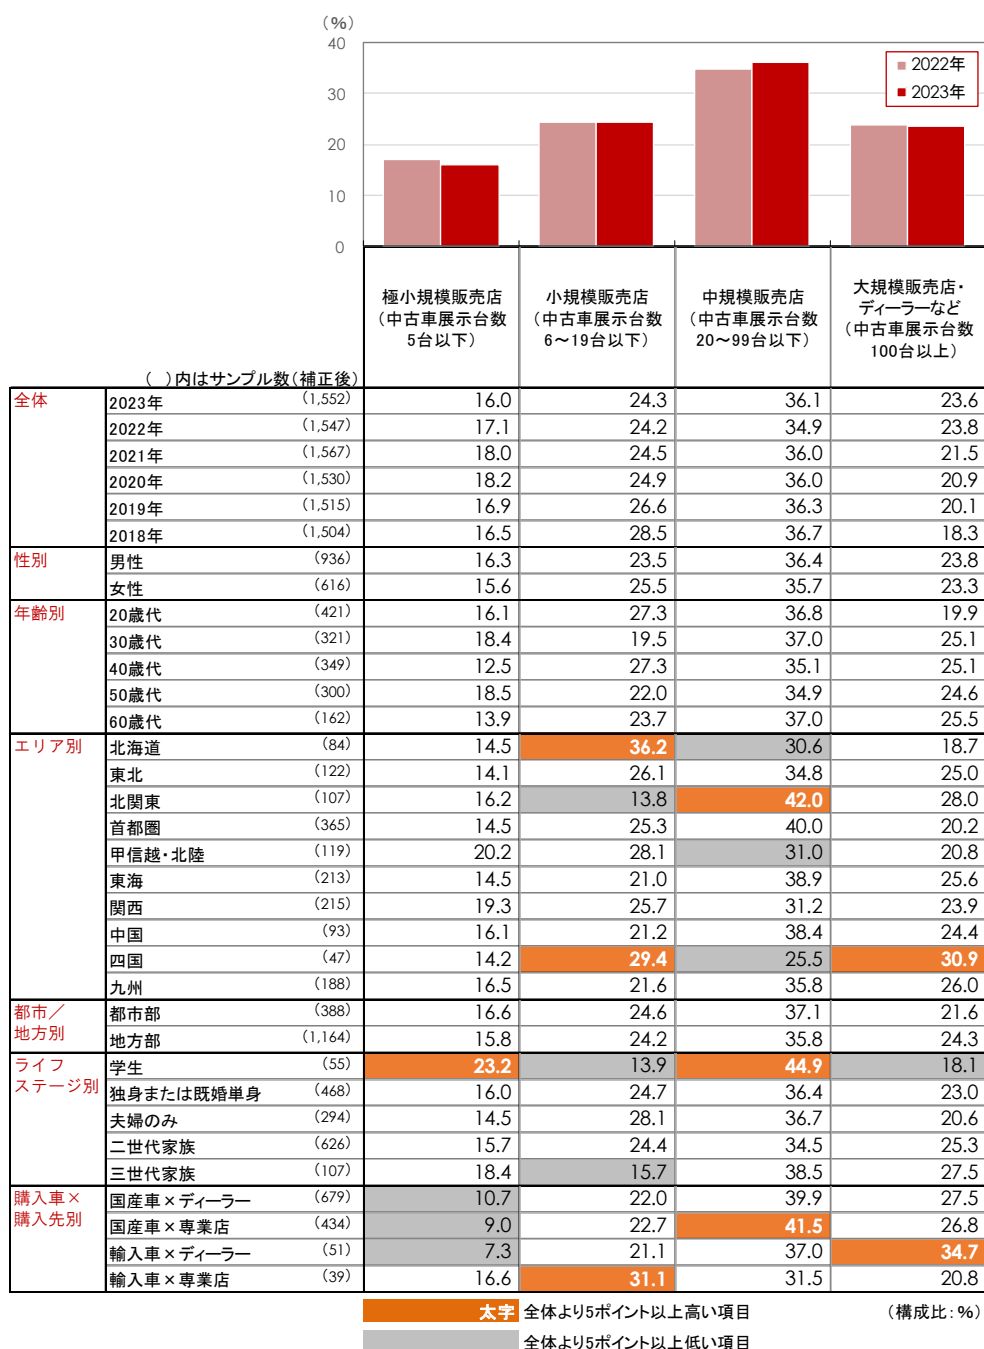 （%）
40
30
20
10
0
2022年
2023年
極小規模販売店
（中古車展示台数
5台以下）
小規模販売店
（中古車展示台数
6～19台以下）
中規模販売店
（中古車展示台数
20～99台以下）
大規模販売店・
ディーラーなど
（中古車展示台数
100台以上）
（　）内はサンプル数（補正後）
全体 2023年 (1,552) 16.0 24.3 36.1 23.6
2022年 (1,547) 17.1 24.2 34.9 23.8
2021年 (1,567) 18.0 24.5 36.0 21.5
2020年 (1,530) 18.2 24.9 36.0 20.9
2019年 (1,515) 16.9 26.6 36.3 20.1
2018年 (1,504) 16.5 28.5 36.7 18.3
性別 男性 (936) 16.3 23.5 36.4 23.8
女性 (616) 15.6 25.5 35.7 23.3
年齢別 20歳代 (421) 16.1 27.3 36.8 19.9
30歳代 (321) 18.4 19.5 37.0 25.1
40歳代 (349) 12.5 27.3 35.1 25.1
50歳代 (300) 18.5 22.0 34.9 24.6
60歳代 (162) 13.9 23.7 37.0 25.5
エリア別 北海道 (84) 14.5 36.2 30.6 18.7
東北 (122) 14.1 26.1 34.8 25.0
北関東 (107) 16.2 13.8 42.0 28.0
首都圏 (365) 14.5 25.3 40.0 20.2
甲信越・北陸 (119) 20.2 28.1 31.0 20.8
東海 (213) 14.5 21.0 38.9 25.6
関西 (215) 19.3 25.7 31.2 23.9
中国 (93) 16.1 21.2 38.4 24.4
四国 (47) 14.2 29.4 25.5 30.9
九州 (188) 16.5 21.6 35.8 26.0
都市／
地方別
都市部 (388) 16.6 24.6 37.1 21.6
地方部 (1,164) 15.8 24.2 35.8 24.3
ライフ
ステージ別
学生 (55) 23.2 13.9 44.9 18.1
独身または既婚単身 (468) 16.0 24.7 36.4 23.0
夫婦のみ (294) 14.5 28.1 36.7 20.6
二世代家族 (626) 15.7 24.4 34.5 25.3
三世代家族 (107) 18.4 15.7 38.5 27.5
購入車×
購入先別
国産車×ディーラー (679) 10.7 22.0 39.9 27.5
国産車×専業店 (434) 9.0 22.7 41.5 26.8
輸入車×ディーラー (51) 7.3 21.1 37.0 34.7
輸入車×専業店 (39) 16.6 31.1 31.5 20.8
太字 全体より5ポイント以上高い項目 （構成比：%）
全体より5ポイント以上低い項目